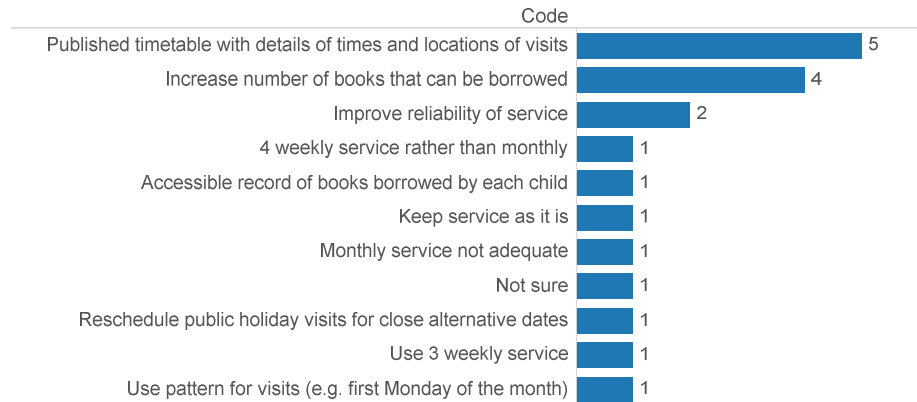 Code
Published timetable with details of times and locations of visits 5
Increase number of books that can be borrowed 4
Improve reliability of service 2
4 weekly service rather than monthly 1
Accessible record of books borrowed by each child 1
Keep service as it is 1
Monthly service not adequate 1
Not sure 1
Reschedule public holiday visits for close alternative dates 1
Use 3 weekly service 1
Use pattern for visits (e.g. first Monday of the month) 1